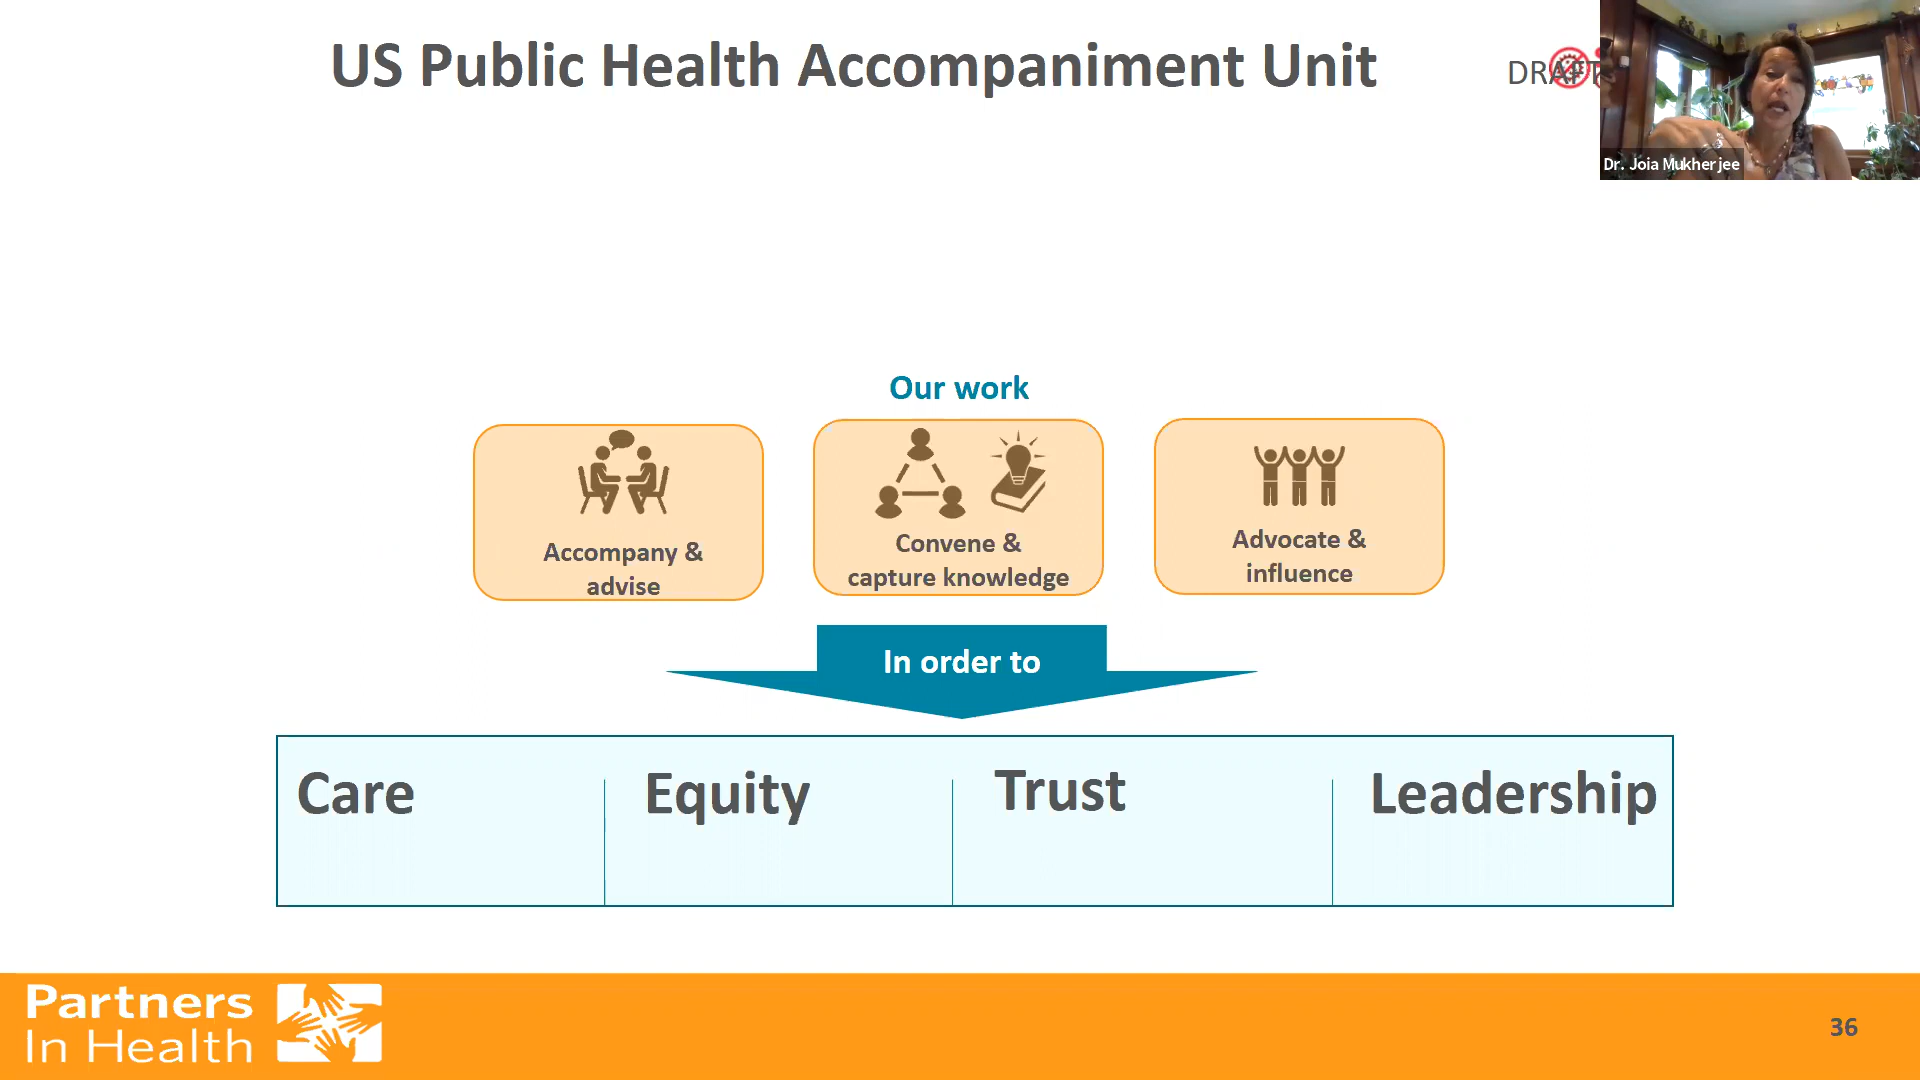 US Public Health Accompaniment Unit
DRAFT
Dr. Joia Mukherjee
Our work
Accompany &
advise
Convene &
capture knowledge
Advocate &
influence
In order to
Care
Equity
Trust
Leadership
Partners
In Health
36